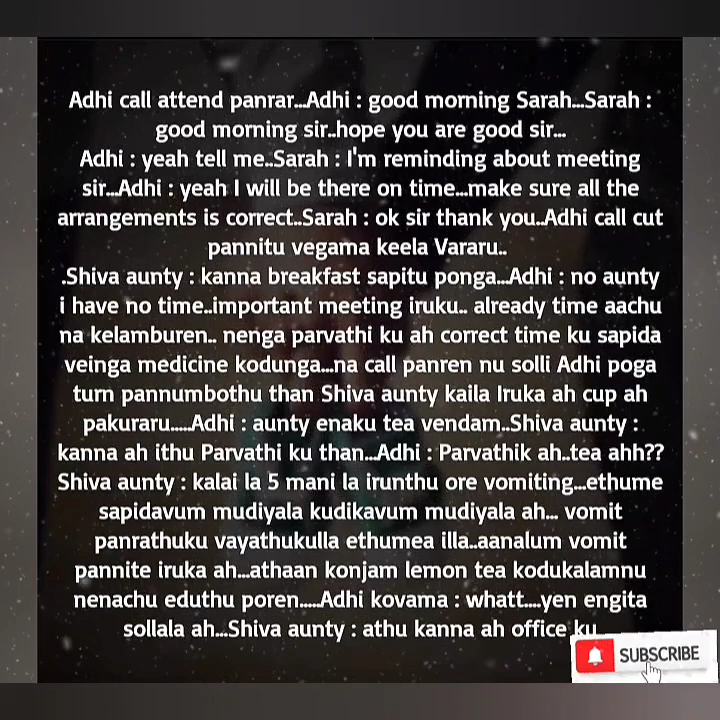 Adhi call attend panrar...Adhi : good morning Sarah...Sarah :
good morning sir..hope you are good sir...
Adhi : yeah tell me..Sarah : I'm reminding about meeting
sir...Adhi : yeah I will be there on time...make sure all the
arrangements is correct..Sarah : ok sir thank you..Adhi call cut
pannitu vegama keela Vararu..
.Shiva aunty : kanna breakfast sapitu ponga...Adhi : no aunty
i have no time..important meeting iruku.. already time aachu
na kelamburen.. nenga parvathi ku ah correct time ku sapida
veinga medicine kodunga...na call panren nu solli Adhi poga
turn pannumbothu than Shiva aunty kaila Iruka ah cup ah
pakuraru.....Adhi : aunty enaku tea vendam..Shiva aunty :
kanna ah ithu Parvathi ku than...Adhi : Parvathik ah..tea ahh??
Shiva aunty : kalai la 5 mani la irunthu ore vomiting...ethume
sapidavum mudiyala kudikavum mudiyala ah... vomit
panrathuku vayathukulla ethumea illa..aanalum vomit
pannite iruka ah...athaan konjam lemon tea kodukalamnu
nenachu eduthu poren.....Adhi kovama : whatt....yen engita
sollala ah...Shiva aunty : athu kanna ah office ku
SUBSCRIBE